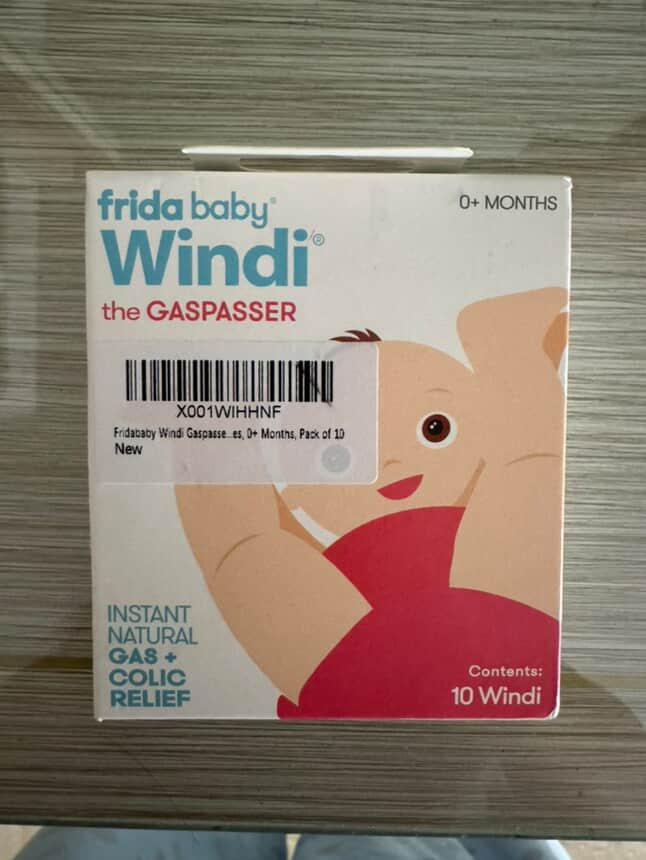 frida baby®
0+ MONTHS
Windi®
the GASPASSER
X001WIHHNF
Fridababy Windi Gaspasse...es, 0+ Months, Pack of 10
New
INSTANT
NATURAL
GAS +
COLIC
RELIEF
Contents:
10 Windi